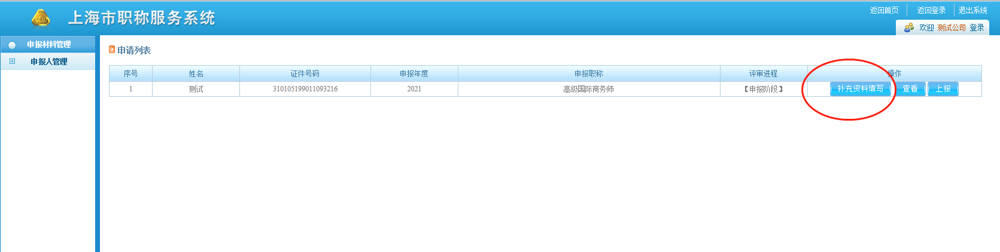 上海市职称服务系统
返回首页 返回登录 退出系统
欢迎 测试公司 登录
申报材料管理
申报人管理
申请列表
序号 姓名 证件号码 申报年度 申报职称 评审进程 操作
1 测试 310105199011093216 2021 高级国际商务师 【申报阶段】 补充资料填写 查看 上报